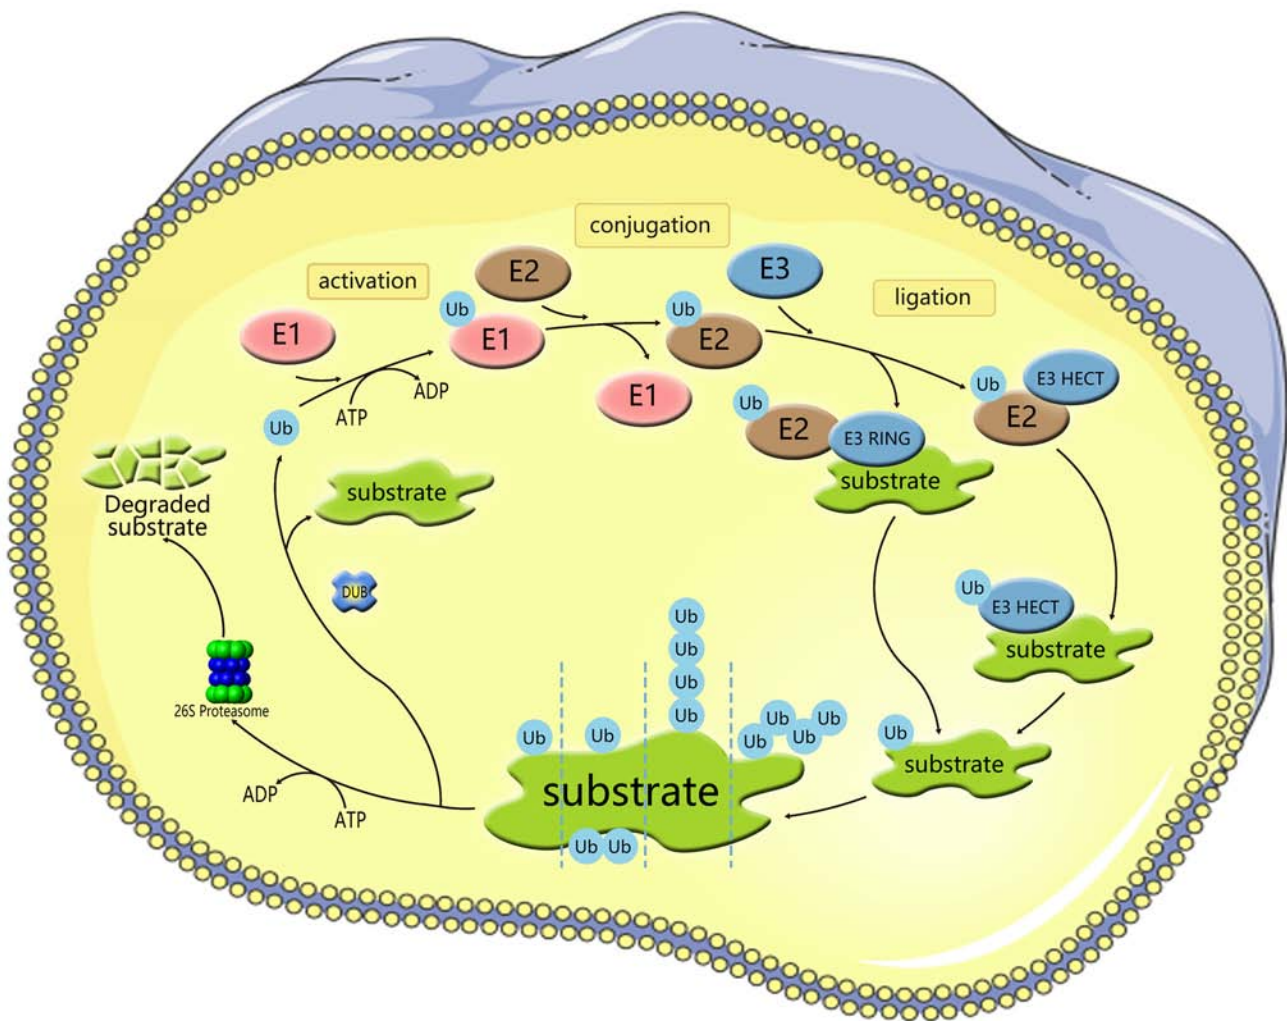 conjugation
activation
ligation
E2
E3
Ub
E1
Ub
E1
Ub
E2
E1
ATP
ADP
Ub
E3 HECT
E2
Ub
E2
E3 RING
substrate
Ub
substrate
Degraded
substrate
DUB
Ub
E3 HECT
substrate
26S Proteasome
Ub
Ub
Ub
Ub
Ub
Ub
Ub
Ub
Ub
Ub
Ub
substrate
Ub
Ub
Ub
substrate
ADP
ATP
Ub